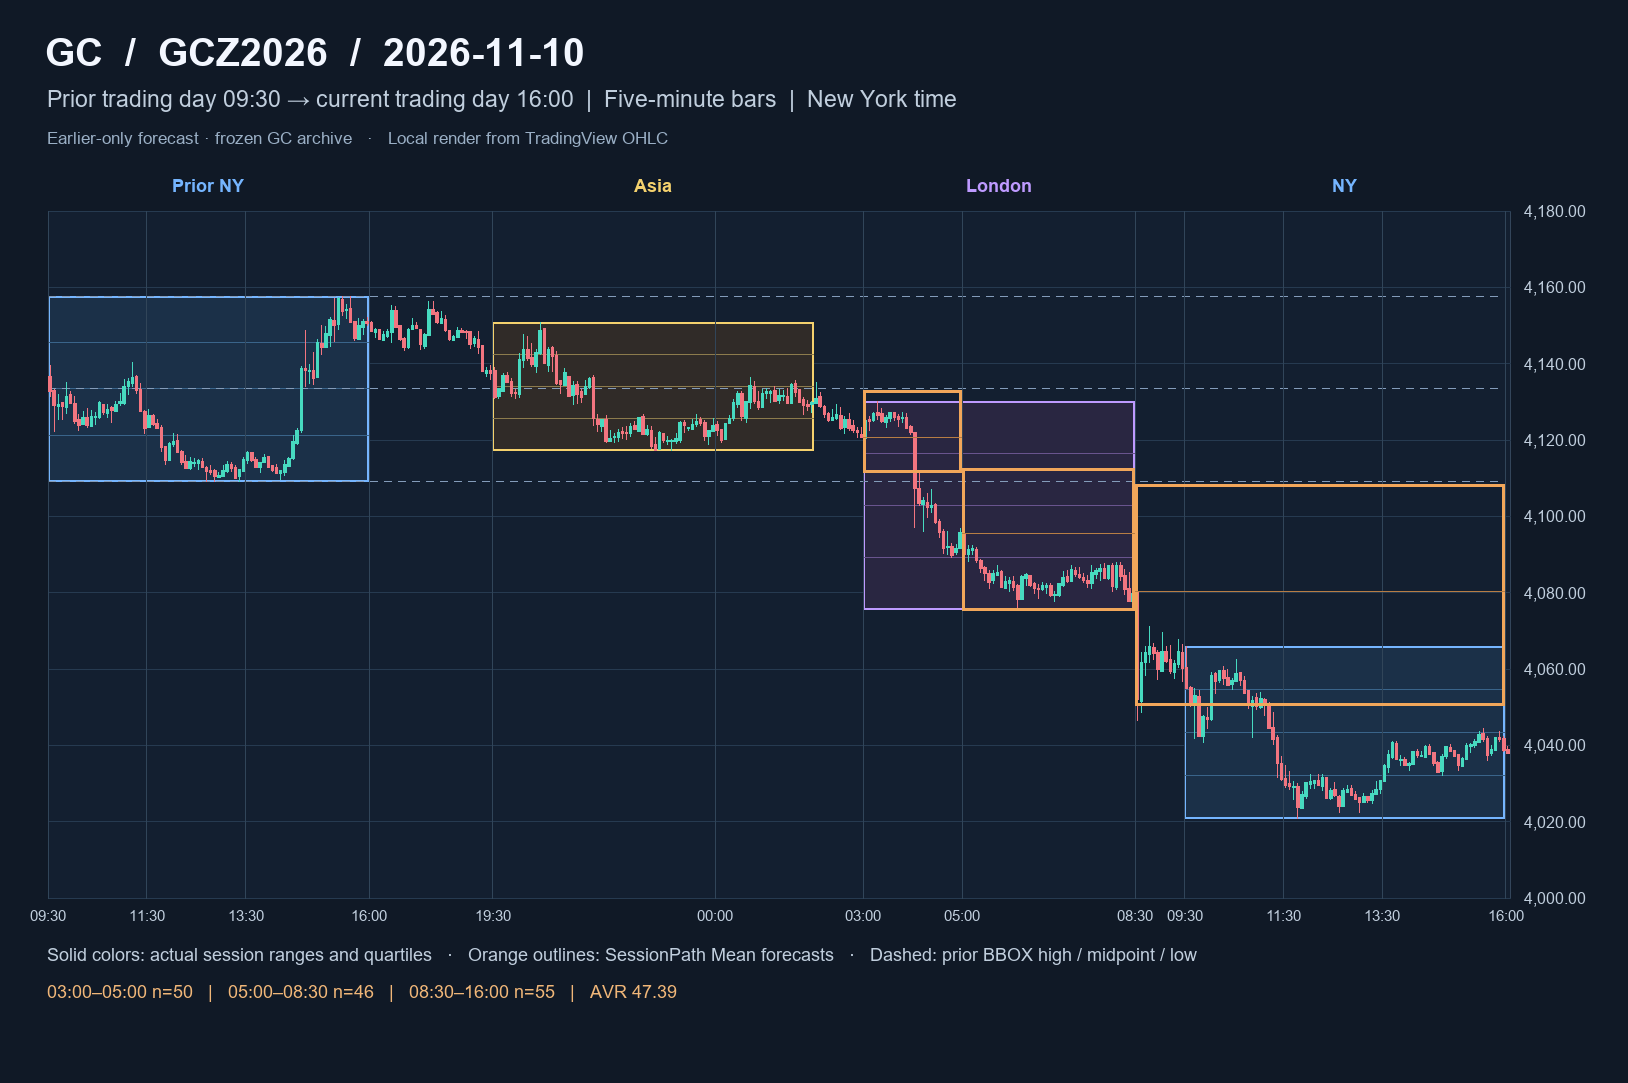 GC / GCZ2026 / 2026-11-10
Prior trading day 09:30 → current trading day 16:00 | Five-minute bars | New York time
Earlier-only forecast · frozen GC archive · Local render from TradingView OHLC
Prior NY Asia London NY
4,180.00
4,160.00
4,140.00
4,120.00
4,100.00
4,080.00
4,060.00
4,040.00
4,020.00
4,000.00
09:30 11:30 13:30 16:00 19:30 00:00 03:00 05:00 08:30 09:30 11:30 13:30 16:00
Solid colors: actual session ranges and quartiles · Orange outlines: SessionPath Mean forecasts · Dashed: prior BBOX high / midpoint / low
03:00–05:00 n=50 | 05:00–08:30 n=46 | 08:30–16:00 n=55 | AVR 47.39